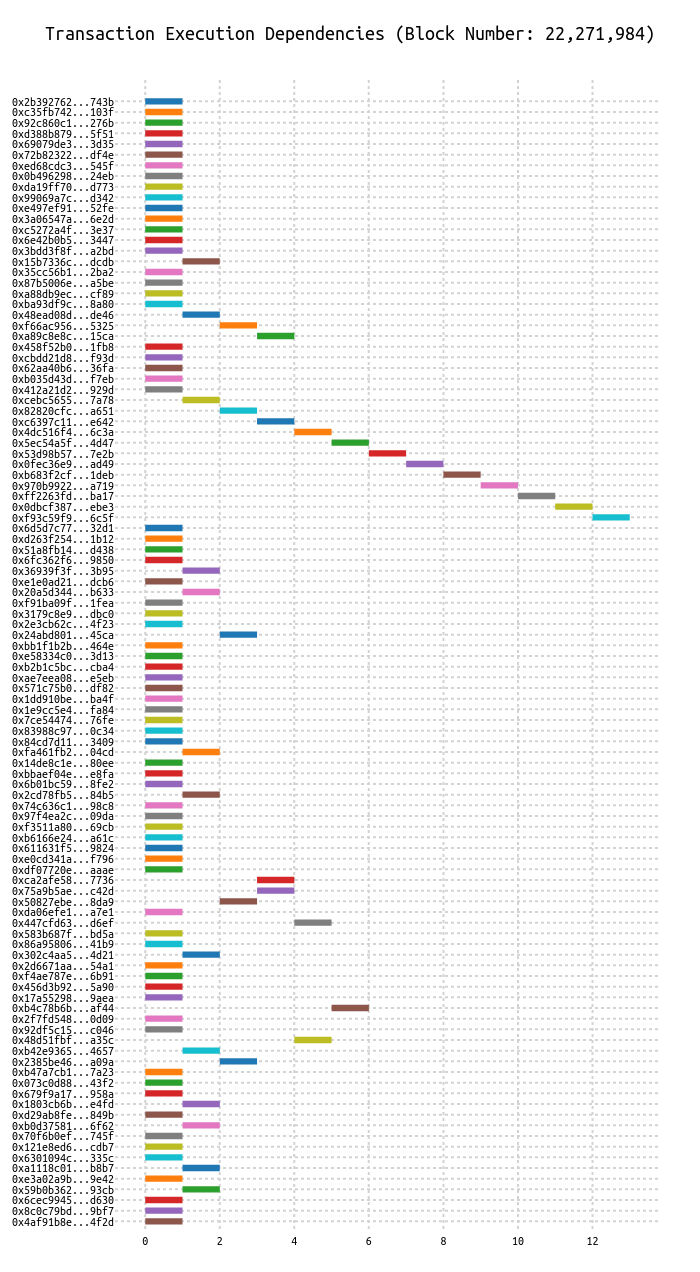 Transaction Execution Dependencies (Block Number: 22,271,984)
0x2b392762...743b
0xc35fb742...103f
0x92c860c1...276b
0xd388b879...5f51
0x69079de3...3d35
0x72b82322...df4e
0xed68cdc3...545f
0x0b496298...24eb
0xda19ff70...d773
0x99069a7c...d342
0xe497ef91...52fe
0x3a06547a...6e2d
0xc5272a4f...3e37
0x6e42b0b5...3447
0x3bdd3f8f...a2bd
0x15b7336c...dcdb
0x35cc56b1...2ba2
0x87b5006e...a5be
0xa88db9ec...cf89
0xba93df9c...8a80
0x48ead08d...de46
0xf66ac956...5325
0xa89c8e8c...15ca
0x458f52b0...1fb8
0xcbdd21d8...f93d
0x62aa40b6...36fa
0xb035d43d...f7eb
0x412a21d2...929d
0xcebc5655...7a78
0x82820cfc...a651
0xc6397c11...e642
0x4dc516f4...6c3a
0x5ec54a5f...4d47
0x53d98b57...7e2b
0x0fec36e9...ad49
0xb683f2cf...1deb
0x970b9922...a719
0xff2263fd...ba17
0x0dbcf387...ebe3
0xf93c59f9...6c5f
0x6d5d7c77...32d1
0xd263f254...1b12
0x51a8fb14...d438
0x6fc362f6...9850
0x36939f3f...3b95
0xe1e0ad21...dcb6
0x20a5d344...b633
0xf91ba09f...1fea
0x3179c8e9...dbc0
0x2e3cb62c...4f23
0x24abd801...45ca
0xbb1f1b2b...464e
0xe58334c0...3d13
0xb2b1c5bc...cba4
0xae7eea08...e5eb
0x571c75b0...df82
0x1dd910be...ba4f
0x1e9cc5e4...fa84
0x7ce54474...76fe
0x83988c97...0c34
0x84cd7d11...3409
0xfa461fb2...04cd
0x14de8c1e...80ee
0xbbaef04e...e8fa
0x6b01bc59...8fe2
0x2cd78fb5...84b5
0x74c636c1...98c8
0x97f4ea2c...09da
0xf3511a80...69cb
0xb6166e24...a61c
0x611631f5...9824
0xe0cd341a...f796
0xdf07720e...aaae
0xca2afe58...7736
0x75a9b5ae...c42d
0x50827ebe...8da9
0xda06efe1...a7e1
0x447cfd63...d6ef
0x583b687f...bd5a
0x86a95806...41b9
0x302c4aa5...4d21
0x2d6671aa...54a1
0xf4ae787e...6b91
0x456d3b92...5a90
0x17a55298...9aea
0xb4c78b6b...af44
0x2f7fd548...0d09
0x92df5c15...c046
0x48d51fbf...a35c
0xb42e9365...4657
0x2385be46...a09a
0xb47a7cb1...7a23
0x073c0d88...43f2
0x679f9a17...958a
0x1803cb6b...e4fd
0xd29ab8fe...849b
0xb0d37581...6f62
0x70f6b0ef...745f
0x121e8ed6...cdb7
0x6301094c...335c
0xa1118c01...b8b7
0xe3a02a9b...9e42
0x59b0b362...93cb
0x6cec9945...d630
0x8c0c79bd...9bf7
0x4af91b8e...4f2d
0 2 4 6 8 10 12